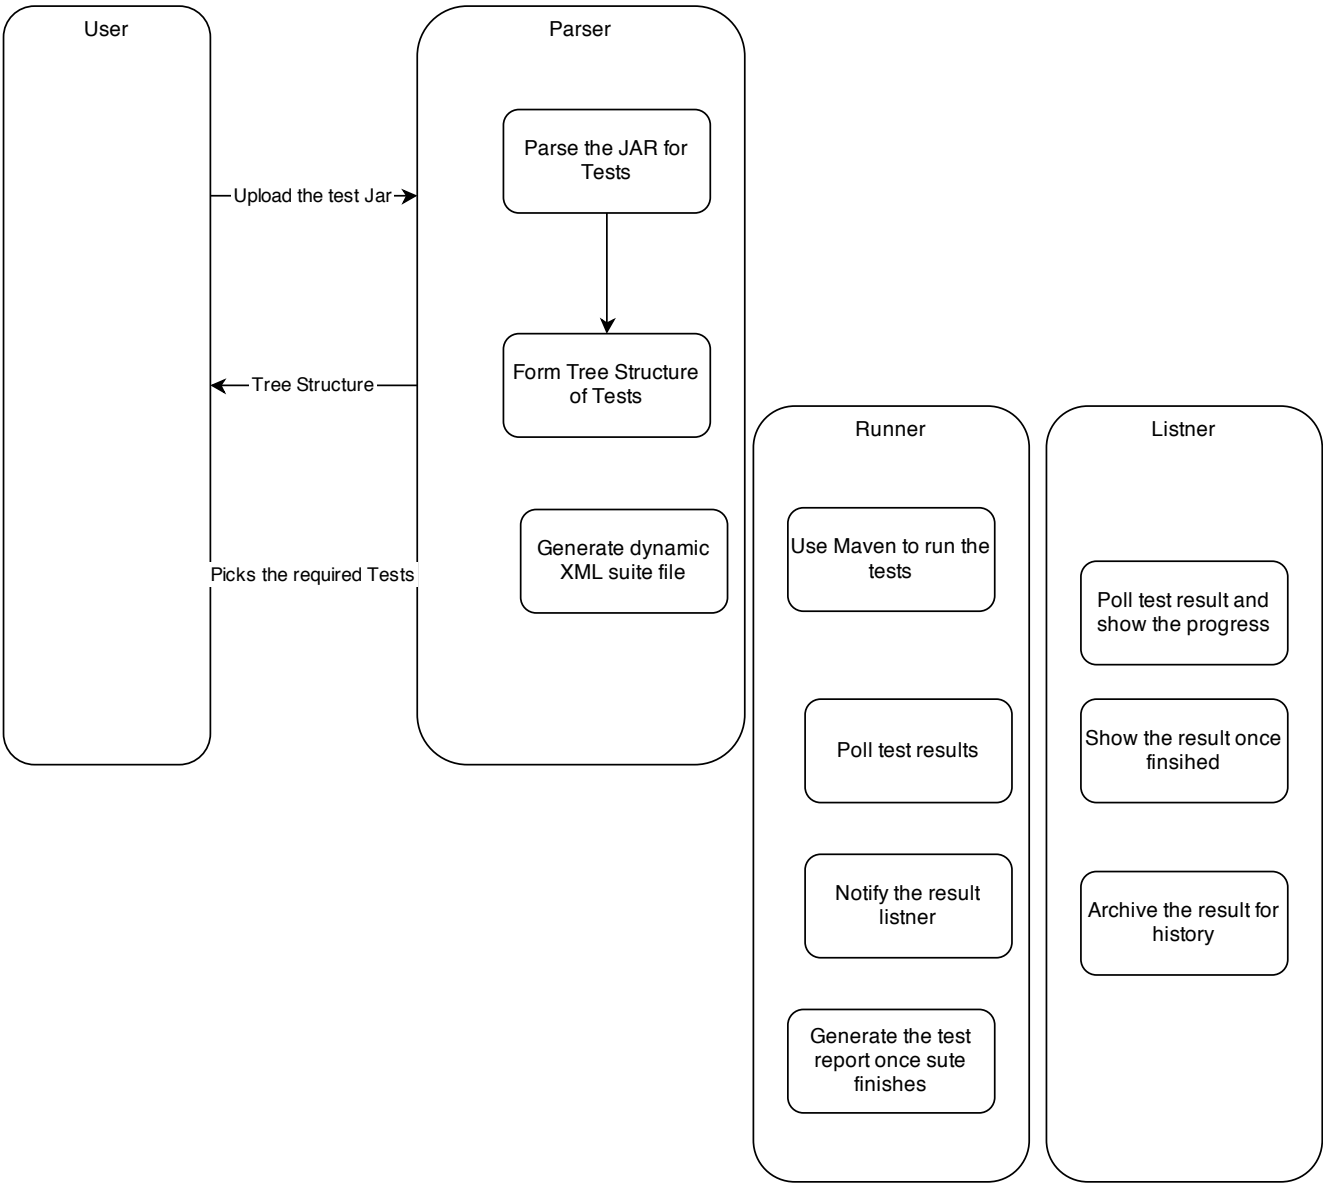 User
Parser
Parse the JAR for
Tests
Upload the test Jar
Form Tree Structure
of Tests
Tree Structure
Generate dynamic
XML suite file
Picks the required Tests
Runner
Use Maven to run the
tests
Poll test results
Notify the result
listner
Generate the test
report once sute
finishes
Listner
Poll test result and
show the progress
Show the result once
finsihed
Archive the result for
history